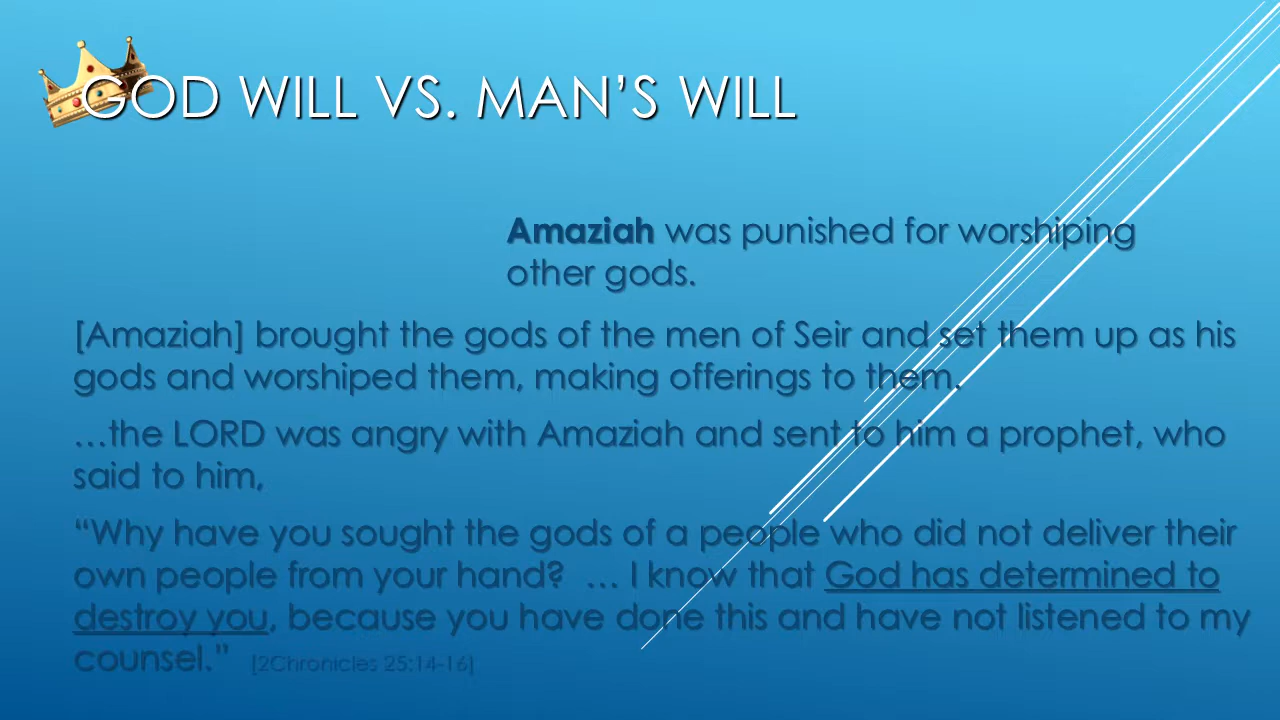 GOD WILL VS. MAN’S WILL
Amaziah was punished for worshiping
other gods.
[Amaziah] brought the gods of the men of Seir and set them up as his
gods and worshiped them, making offerings to them.
…the LORD was angry with Amaziah and sent to him a prophet, who
said to him,
“Why have you sought the gods of a people who did not deliver their
own people from your hand?  … I know that God has determined to
destroy you, because you have done this and have not listened to my
counsel.”  [2Chronicles 25:14-16]